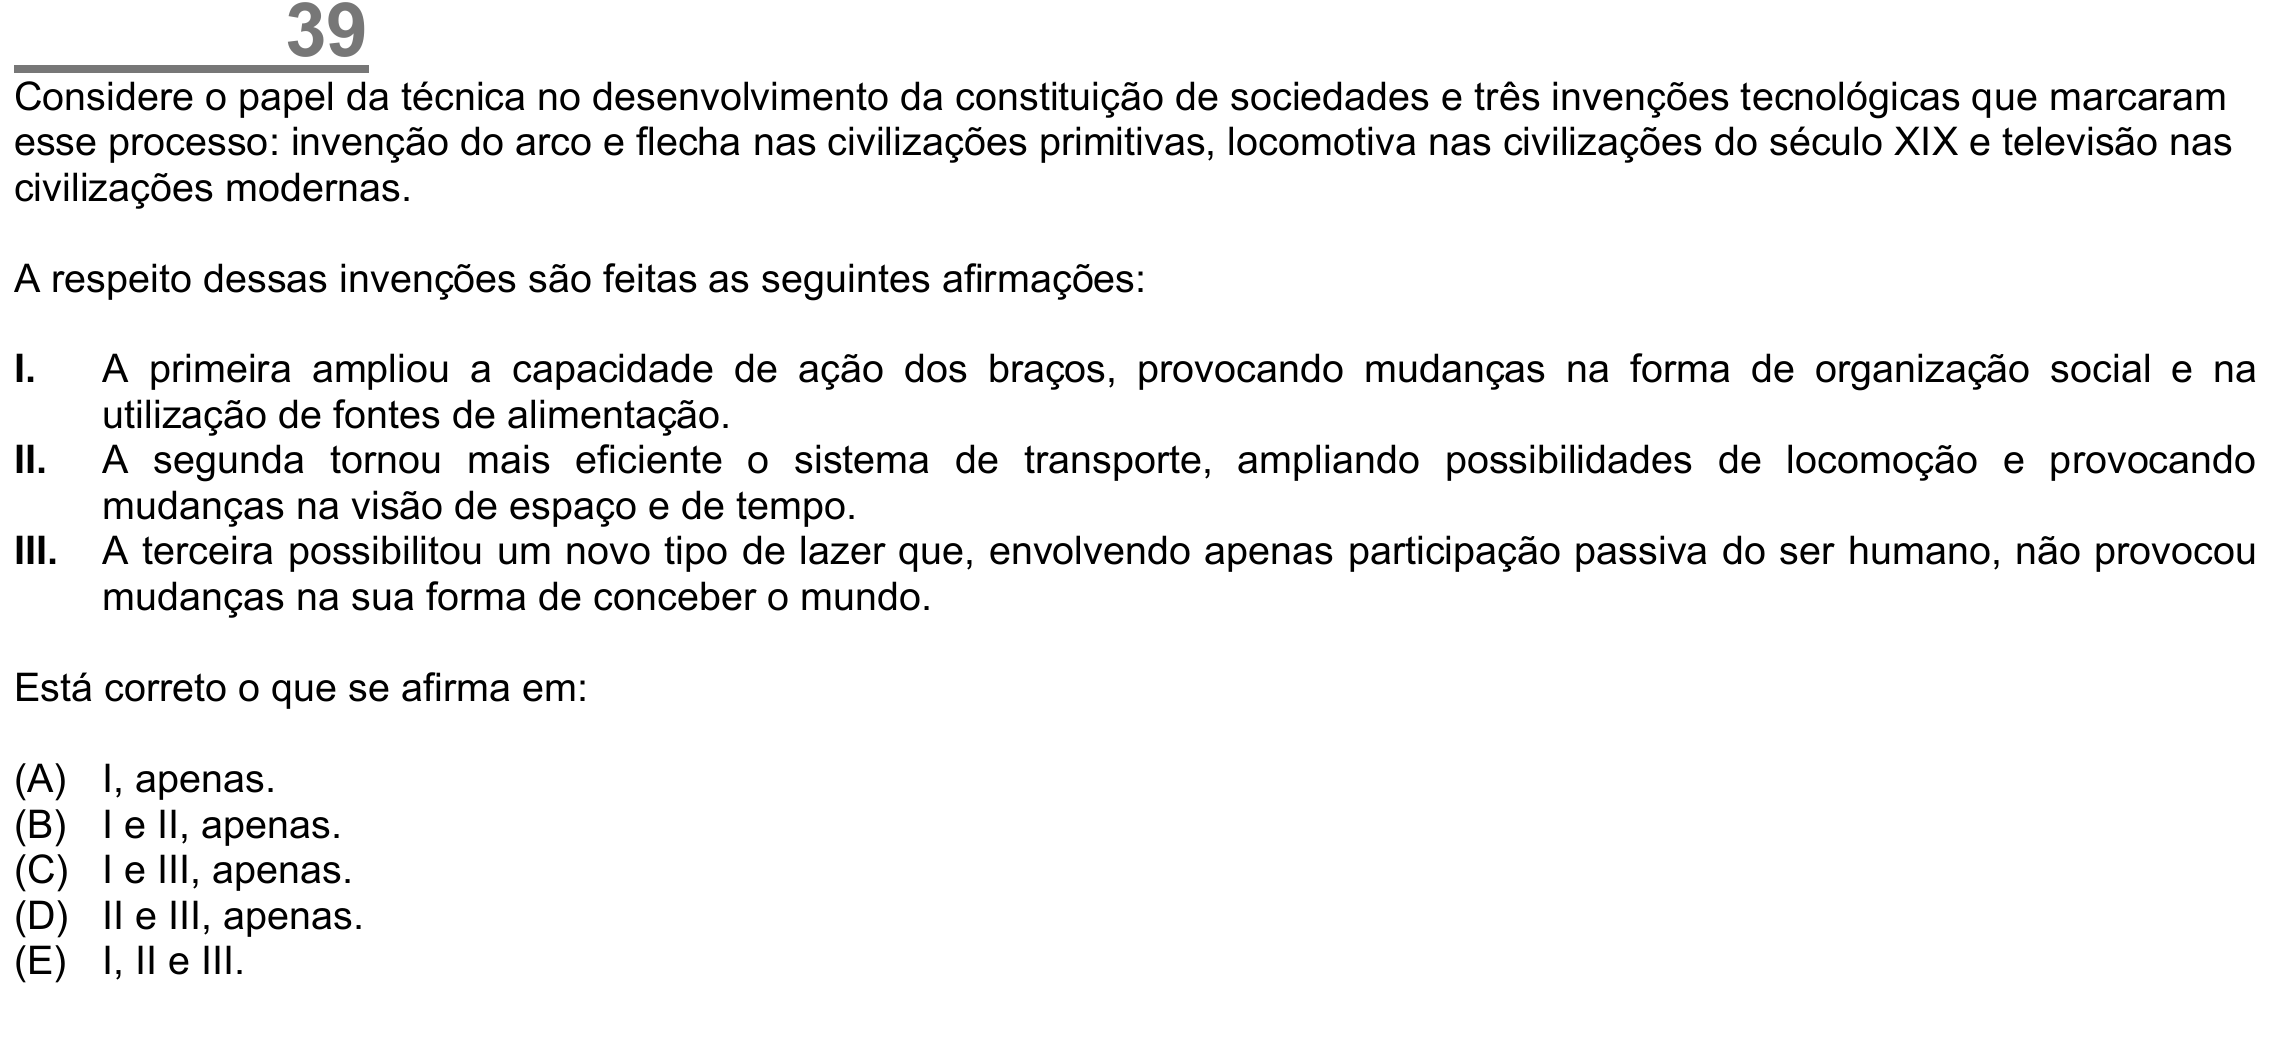 39
Considere o papel da técnica no desenvolvimento da constituição de sociedades e três invenções tecnológicas que marcaram
esse processo: invenção do arco e flecha nas civilizações primitivas, locomotiva nas civilizações do século XIX e televisão nas
civilizações modernas.
A respeito dessas invenções são feitas as seguintes afirmações:
I. A primeira ampliou a capacidade de ação dos braços, provocando mudanças na forma de organização social e na
utilização de fontes de alimentação.
II. A segunda tornou mais eficiente o sistema de transporte, ampliando possibilidades de locomoção e provocando
mudanças na visão de espaço e de tempo.
III. A terceira possibilitou um novo tipo de lazer que, envolvendo apenas participação passiva do ser humano, não provocou
mudanças na sua forma de conceber o mundo.
Está correto o que se afirma em:
(A) I, apenas.
(B) I e II, apenas.
(C) I e III, apenas.
(D) II e III, apenas.
(E) I, II e III.